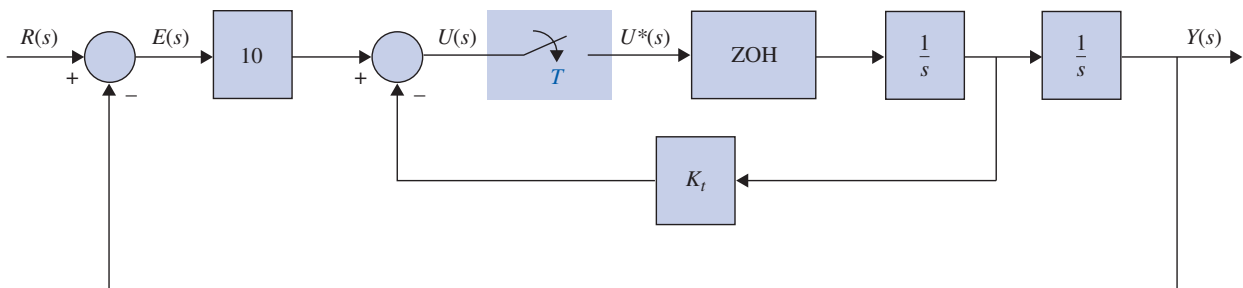 R(s)
+
−
E(s)
10
+
−
U(s)
T
U*(s)
ZOH
1
s
1
s
Y(s)
K_t